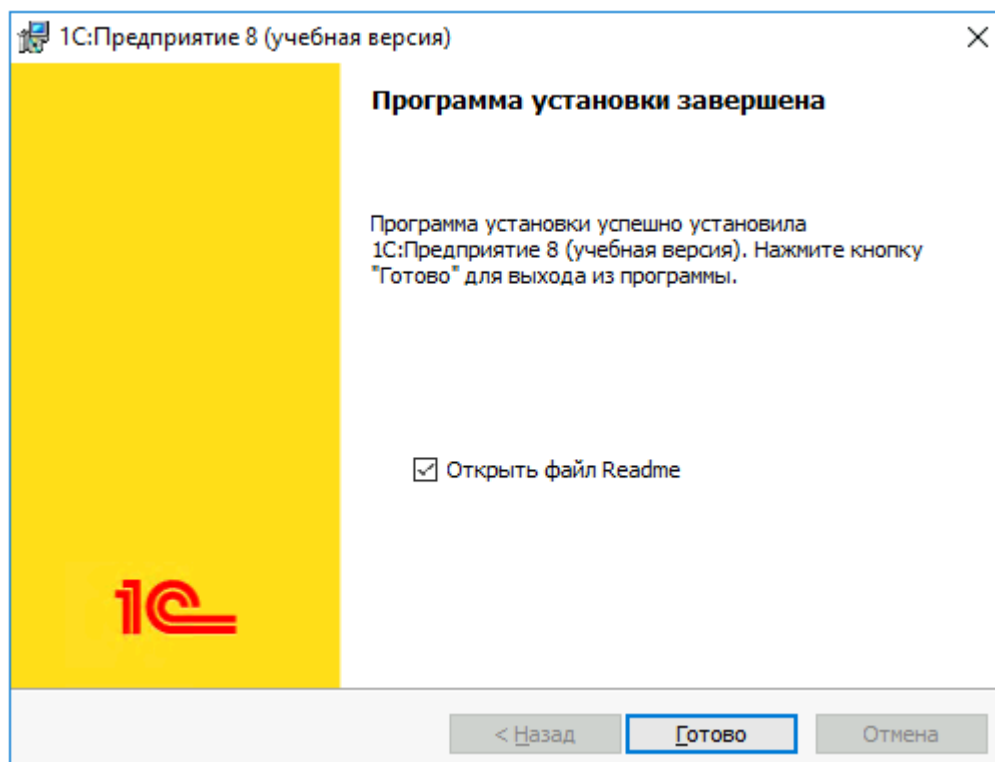 1С:Предприятие 8 (учебная версия)
Программа установки завершена
Программа установки успешно установила
1С:Предприятие 8 (учебная версия). Нажмите кнопку
"Готово" для выхода из программы.
Открыть файл Readme
1С
< Назад
Готово
Отмена